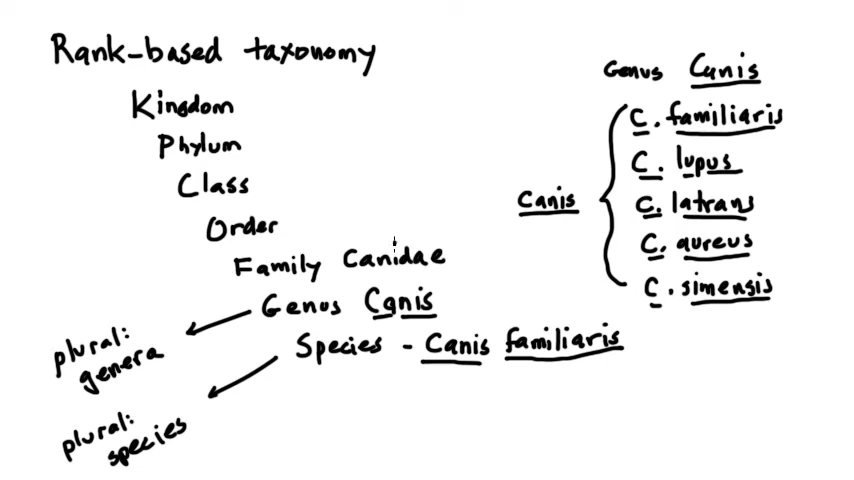 Rank-based taxonomy
Kingdom
Phylum
Class
Order
Family Canidae
Genus Canis
Species - Canis familiaris
plural:
genera
plural:
species
Genus Canis
Canis
C. familiaris
C. lupus
C. latrans
C. aureus
C. simensis